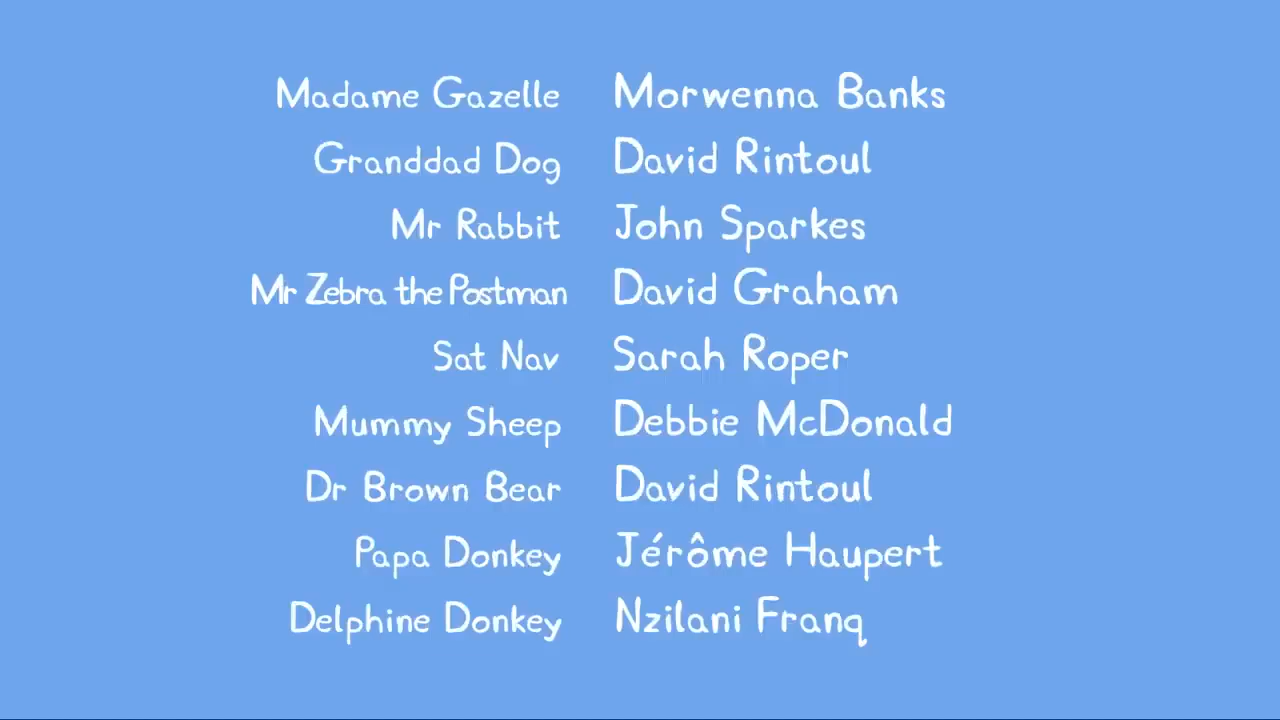 Madame Gazelle Morwenna Banks
Granddad Dog David Rintoul
Mr Rabbit John Sparkes
Mr Zebra the Postman David Graham
Sat Nav Sarah Roper
Mummy Sheep Debbie McDonald
Dr Brown Bear David Rintoul
Papa Donkey Jérôme Haupert
Delphine Donkey Nzilani Franq